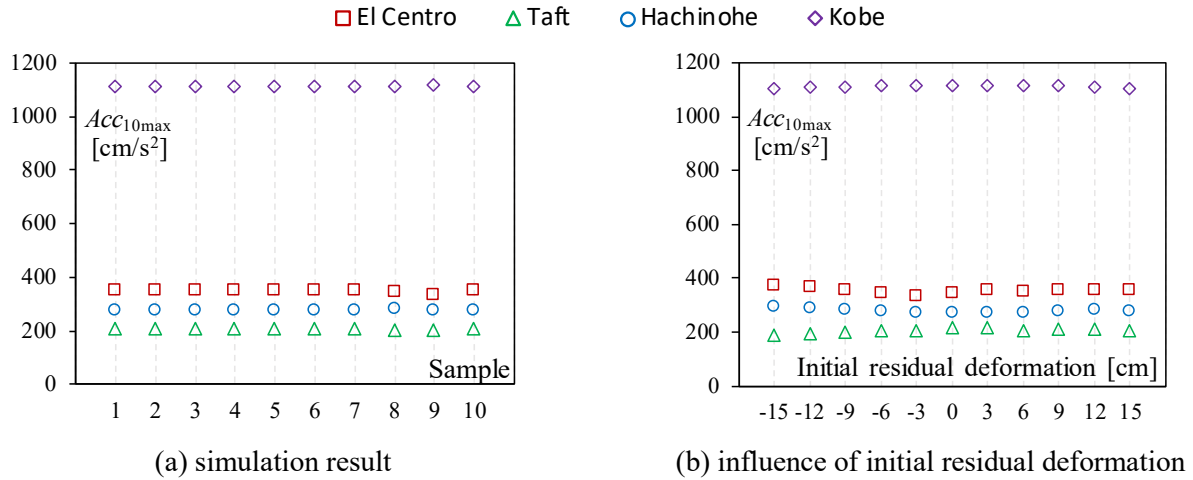 El Centro Taft Hachinohe Kobe
1200
1000
800
600
400
200
0
Acc10max
[cm/s²]
Sample
1 2 3 4 5 6 7 8 9 10
(a) simulation result
1200
1000
800
600
400
200
0
Acc10max
[cm/s²]
Initial residual deformation [cm]
-15 -12 -9 -6 -3 0 3 6 9 12 15
(b) influence of initial residual deformation